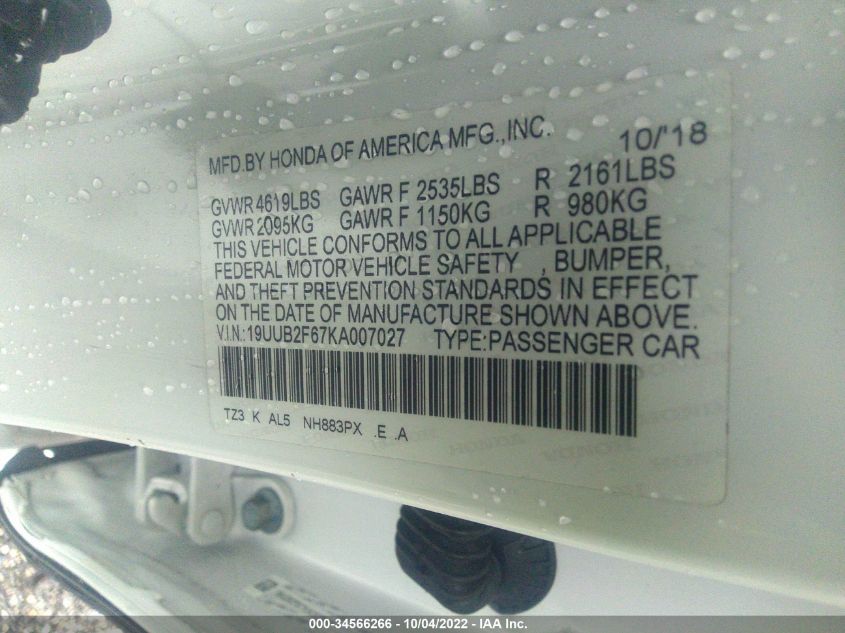 MFD.BY HONDA OF AMERICA MFG.,INC. 10/'18
GVWR 4619LBS GAWR F 2535LBS R 2161LBS
GVWR 2095KG GAWR F 1150KG R 980KG
THIS VEHICLE CONFORMS TO ALL APPLICABLE
FEDERAL MOTOR VEHICLE SAFETY , BUMPER,
AND THEFT PREVENTION STANDARDS IN EFFECT
ON THE DATE OF MANUFACTURE SHOWN ABOVE.
V.I.N.:19UUB2F67KA007027 TYPE:PASSENGER CAR
TZ3 K AL5 NH883PX .E .A
000-34566266 - 10/04/2022 - IAA Inc.